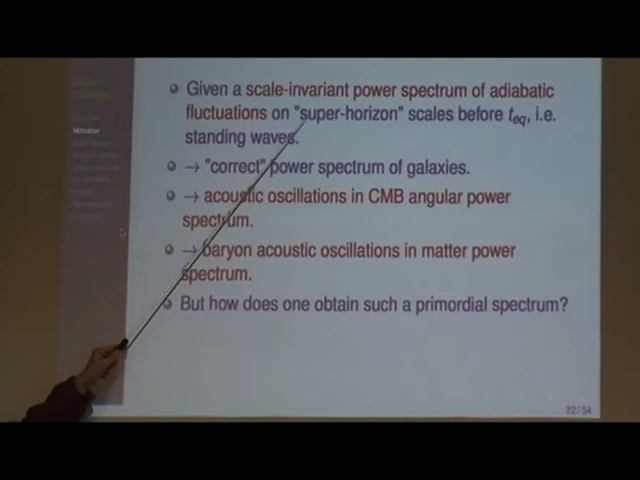 Motivation
Given a scale-invariant power spectrum of adiabatic
fluctuations on "super-horizon" scales before t_eq, i.e.
standing waves.
→ "correct" power spectrum of galaxies.
→ acoustic oscillations in CMB angular power
spectrum.
→ baryon acoustic oscillations in matter power
spectrum.
But how does one obtain such a primordial spectrum?
22/54